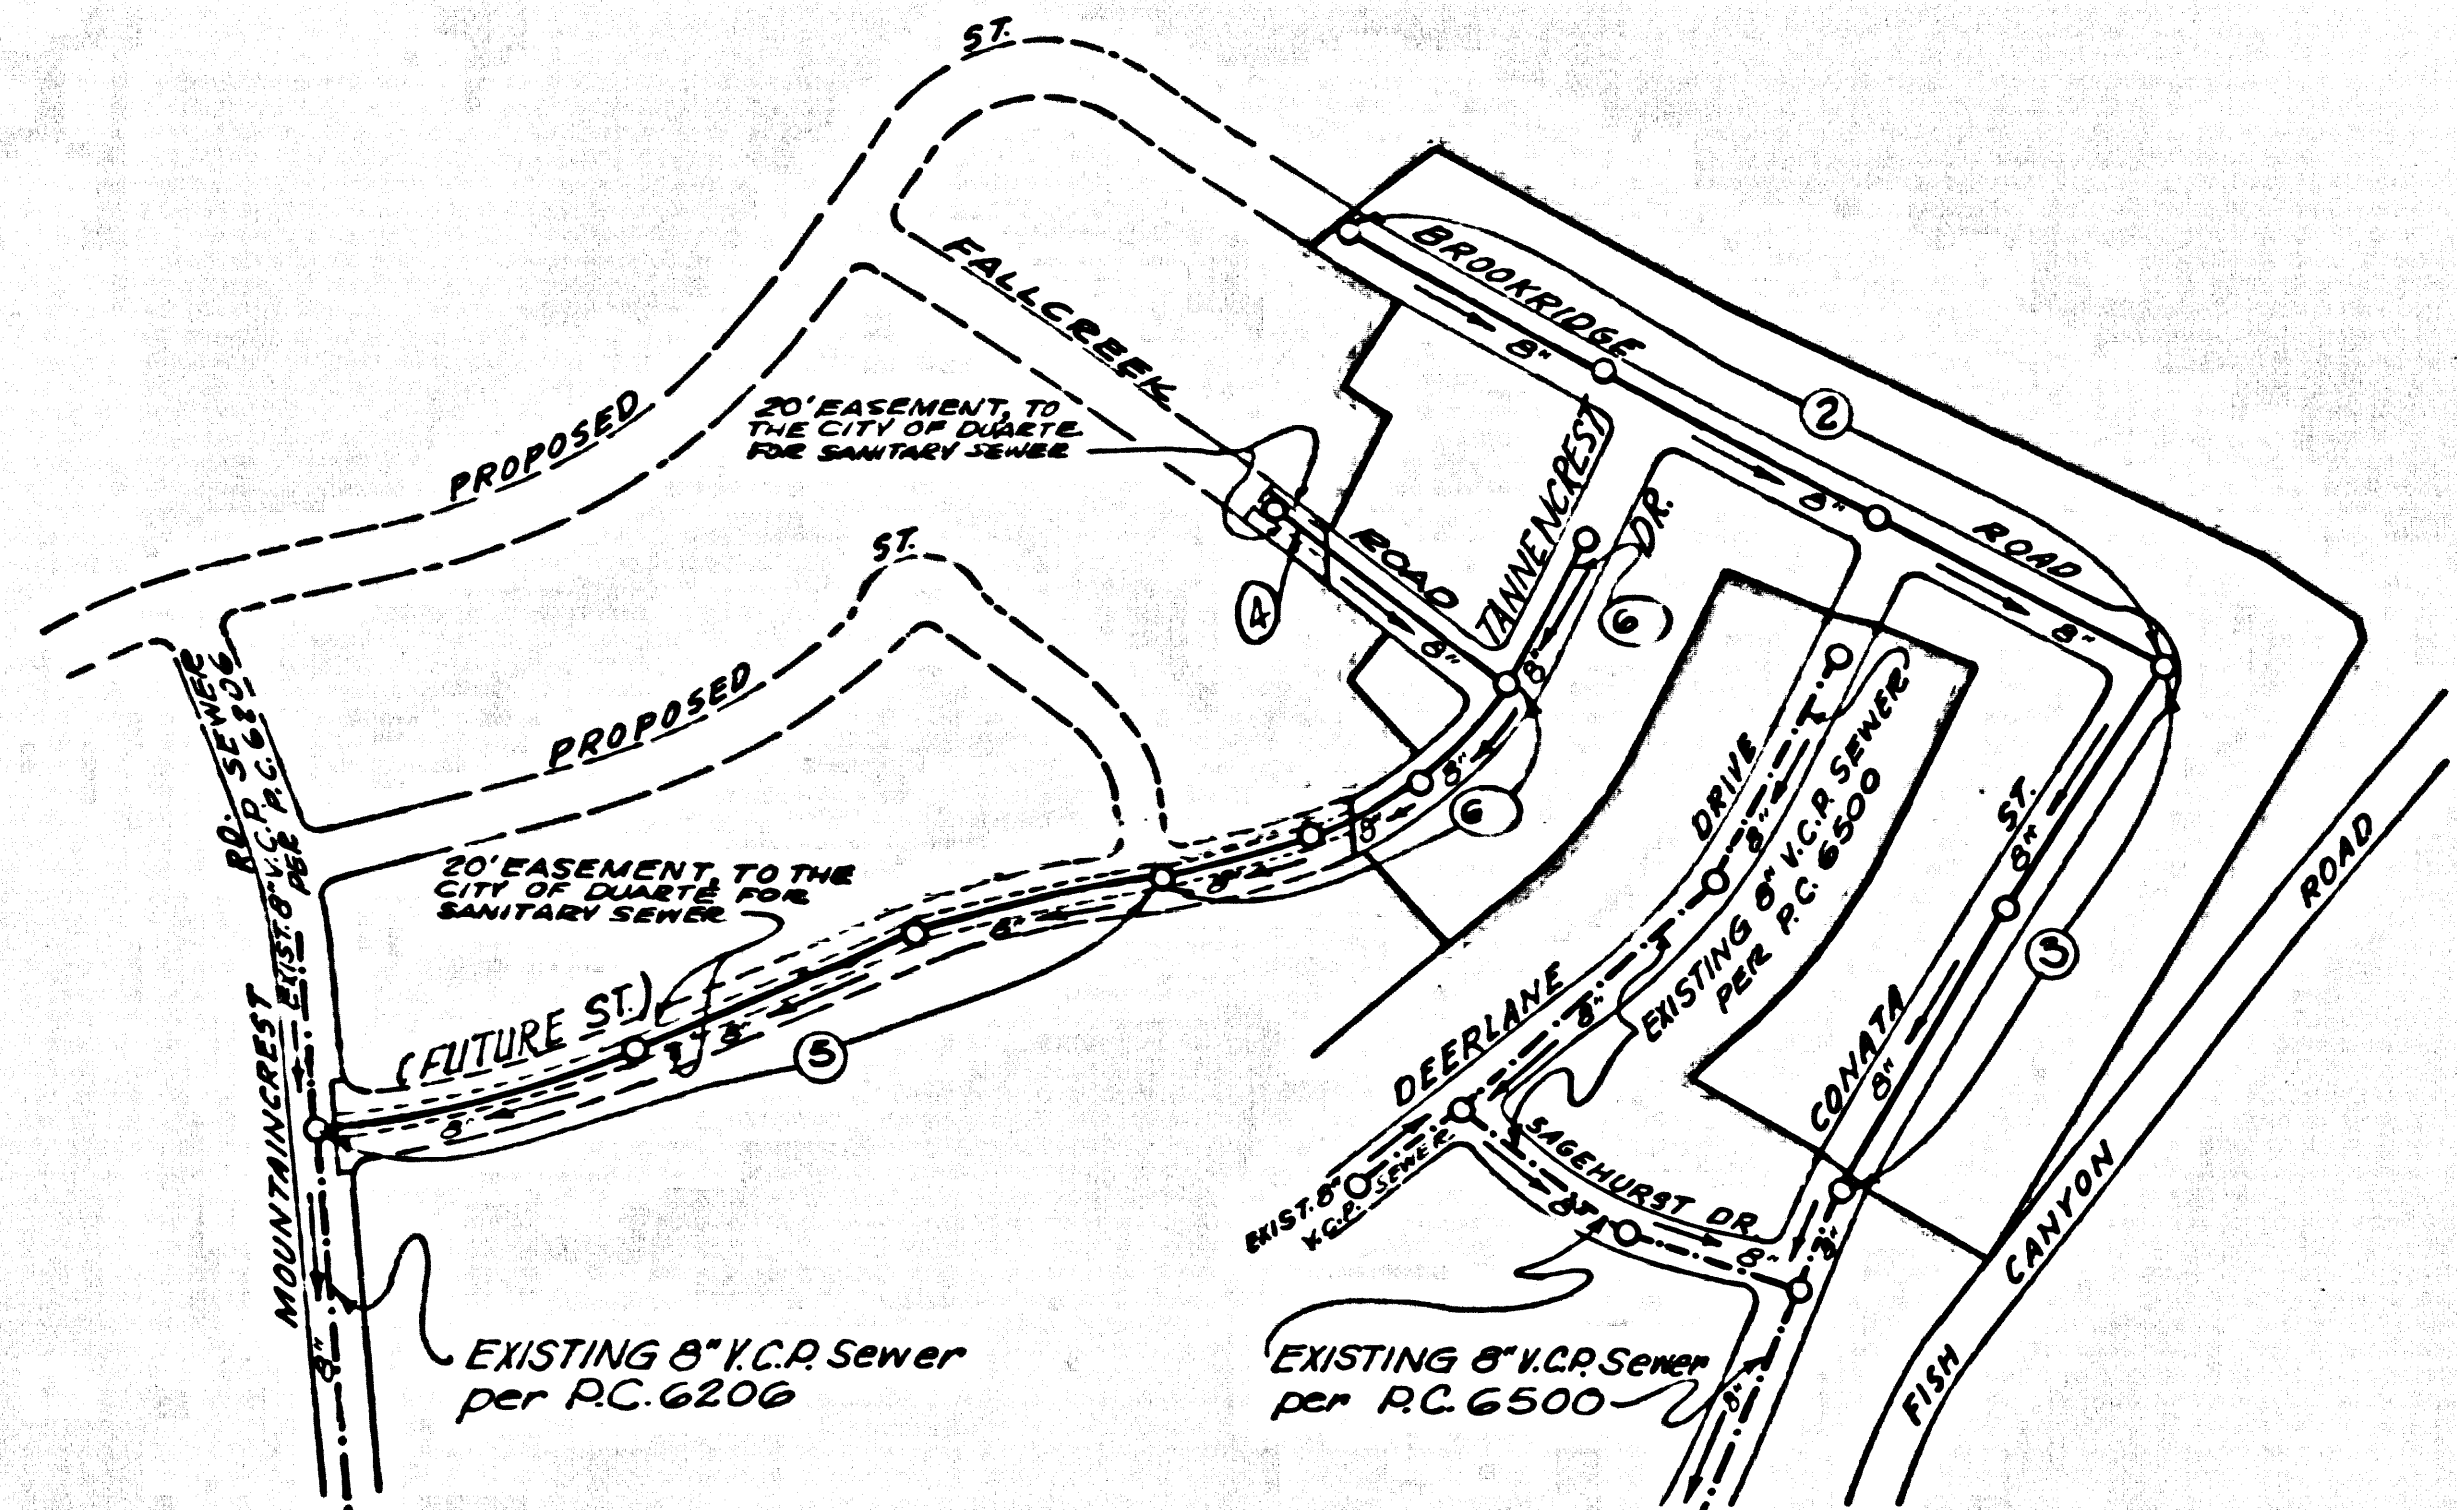 ST.
BROOKRIDGE
FALLCREEK
8"
2
PROPOSED
20' EASEMENT, TO
THE CITY OF DUARTE
FOR SANITARY SEWER
TANNENCREST
DR.
8"
ROAD
ROAD
ST.
4
6
8"
8"
8"
RD. SEWER
EXIST. 8" V.C.P.
PER P.C. 6206
PROPOSED
DRIVE
8"
EXISTING 8" V.C.P. SEWER
PER P.C. 6500
ST.
8"
8"
6
8"
ROAD
20' EASEMENT, TO THE
CITY OF DUARTE FOR
SANITARY SEWER
8"
8"
3
(FUTURE ST.)
8"
5
DEERLANE
8"
CONATA
8"
MOUNTAINCREST
8"
SAGEHURST DR.
EXIST. 8"
V.C.P. SEWER
8"
8"
8"
CANYON
8"
EXISTING 8" V.C.P. Sewer
per P.C. 6206
EXISTING 8" V.C.P. Sewer
per P.C. 6500
8"
FISH